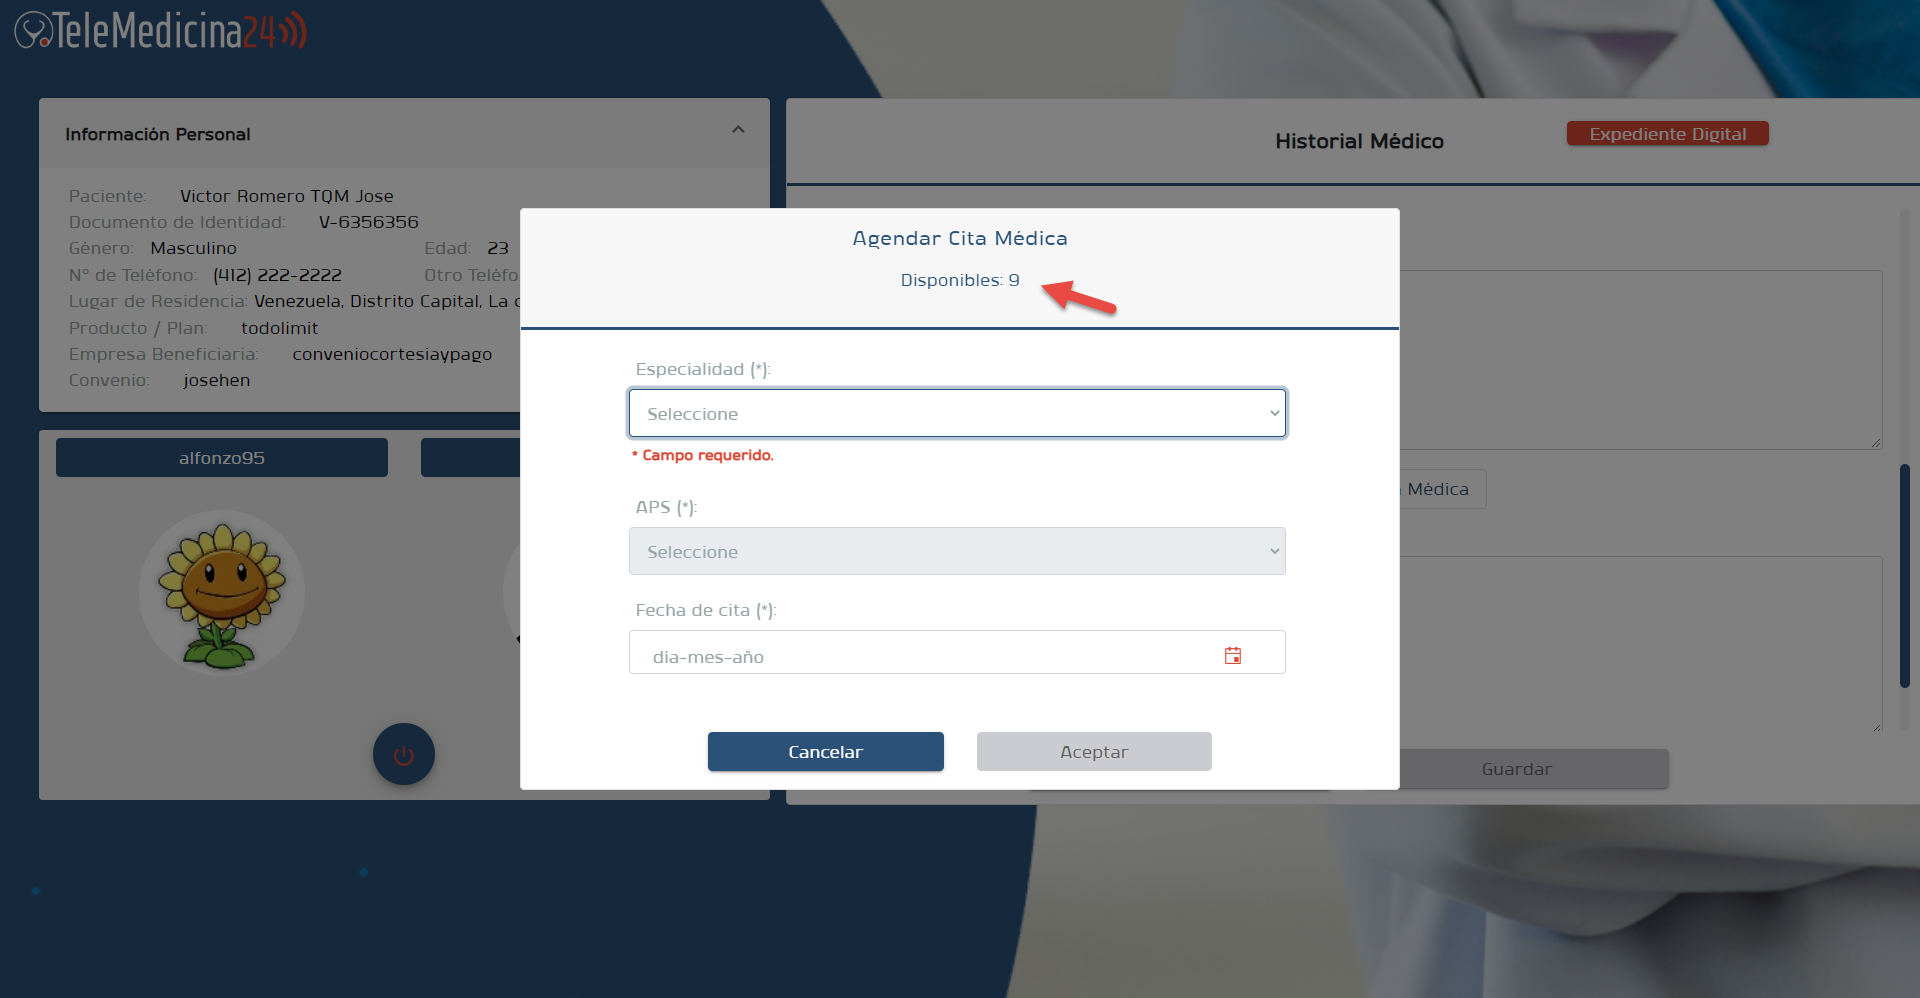 TeleMedicina24
Información Personal
Paciente: Victor Romero TQM Jose
Documento de Identidad: V-6356356
Género: Masculino Edad: 23
N° de Teléfono: (412) 222-2222 Otro Teléfo
Lugar de Residencia: Venezuela, Distrito Capital, La c
Producto / Plan: todolimit
Empresa Beneficiaria: conveniocortesiaypago
Convenio: josehen
alfonzo95
Historial Médico
Expediente Digital
Médica
Guardar
Agendar Cita Médica
Disponibles: 9
Especialidad (*):
Seleccione
* Campo requerido.
APS (*):
Seleccione
Fecha de cita (*):
dia-mes-año
Cancelar
Aceptar